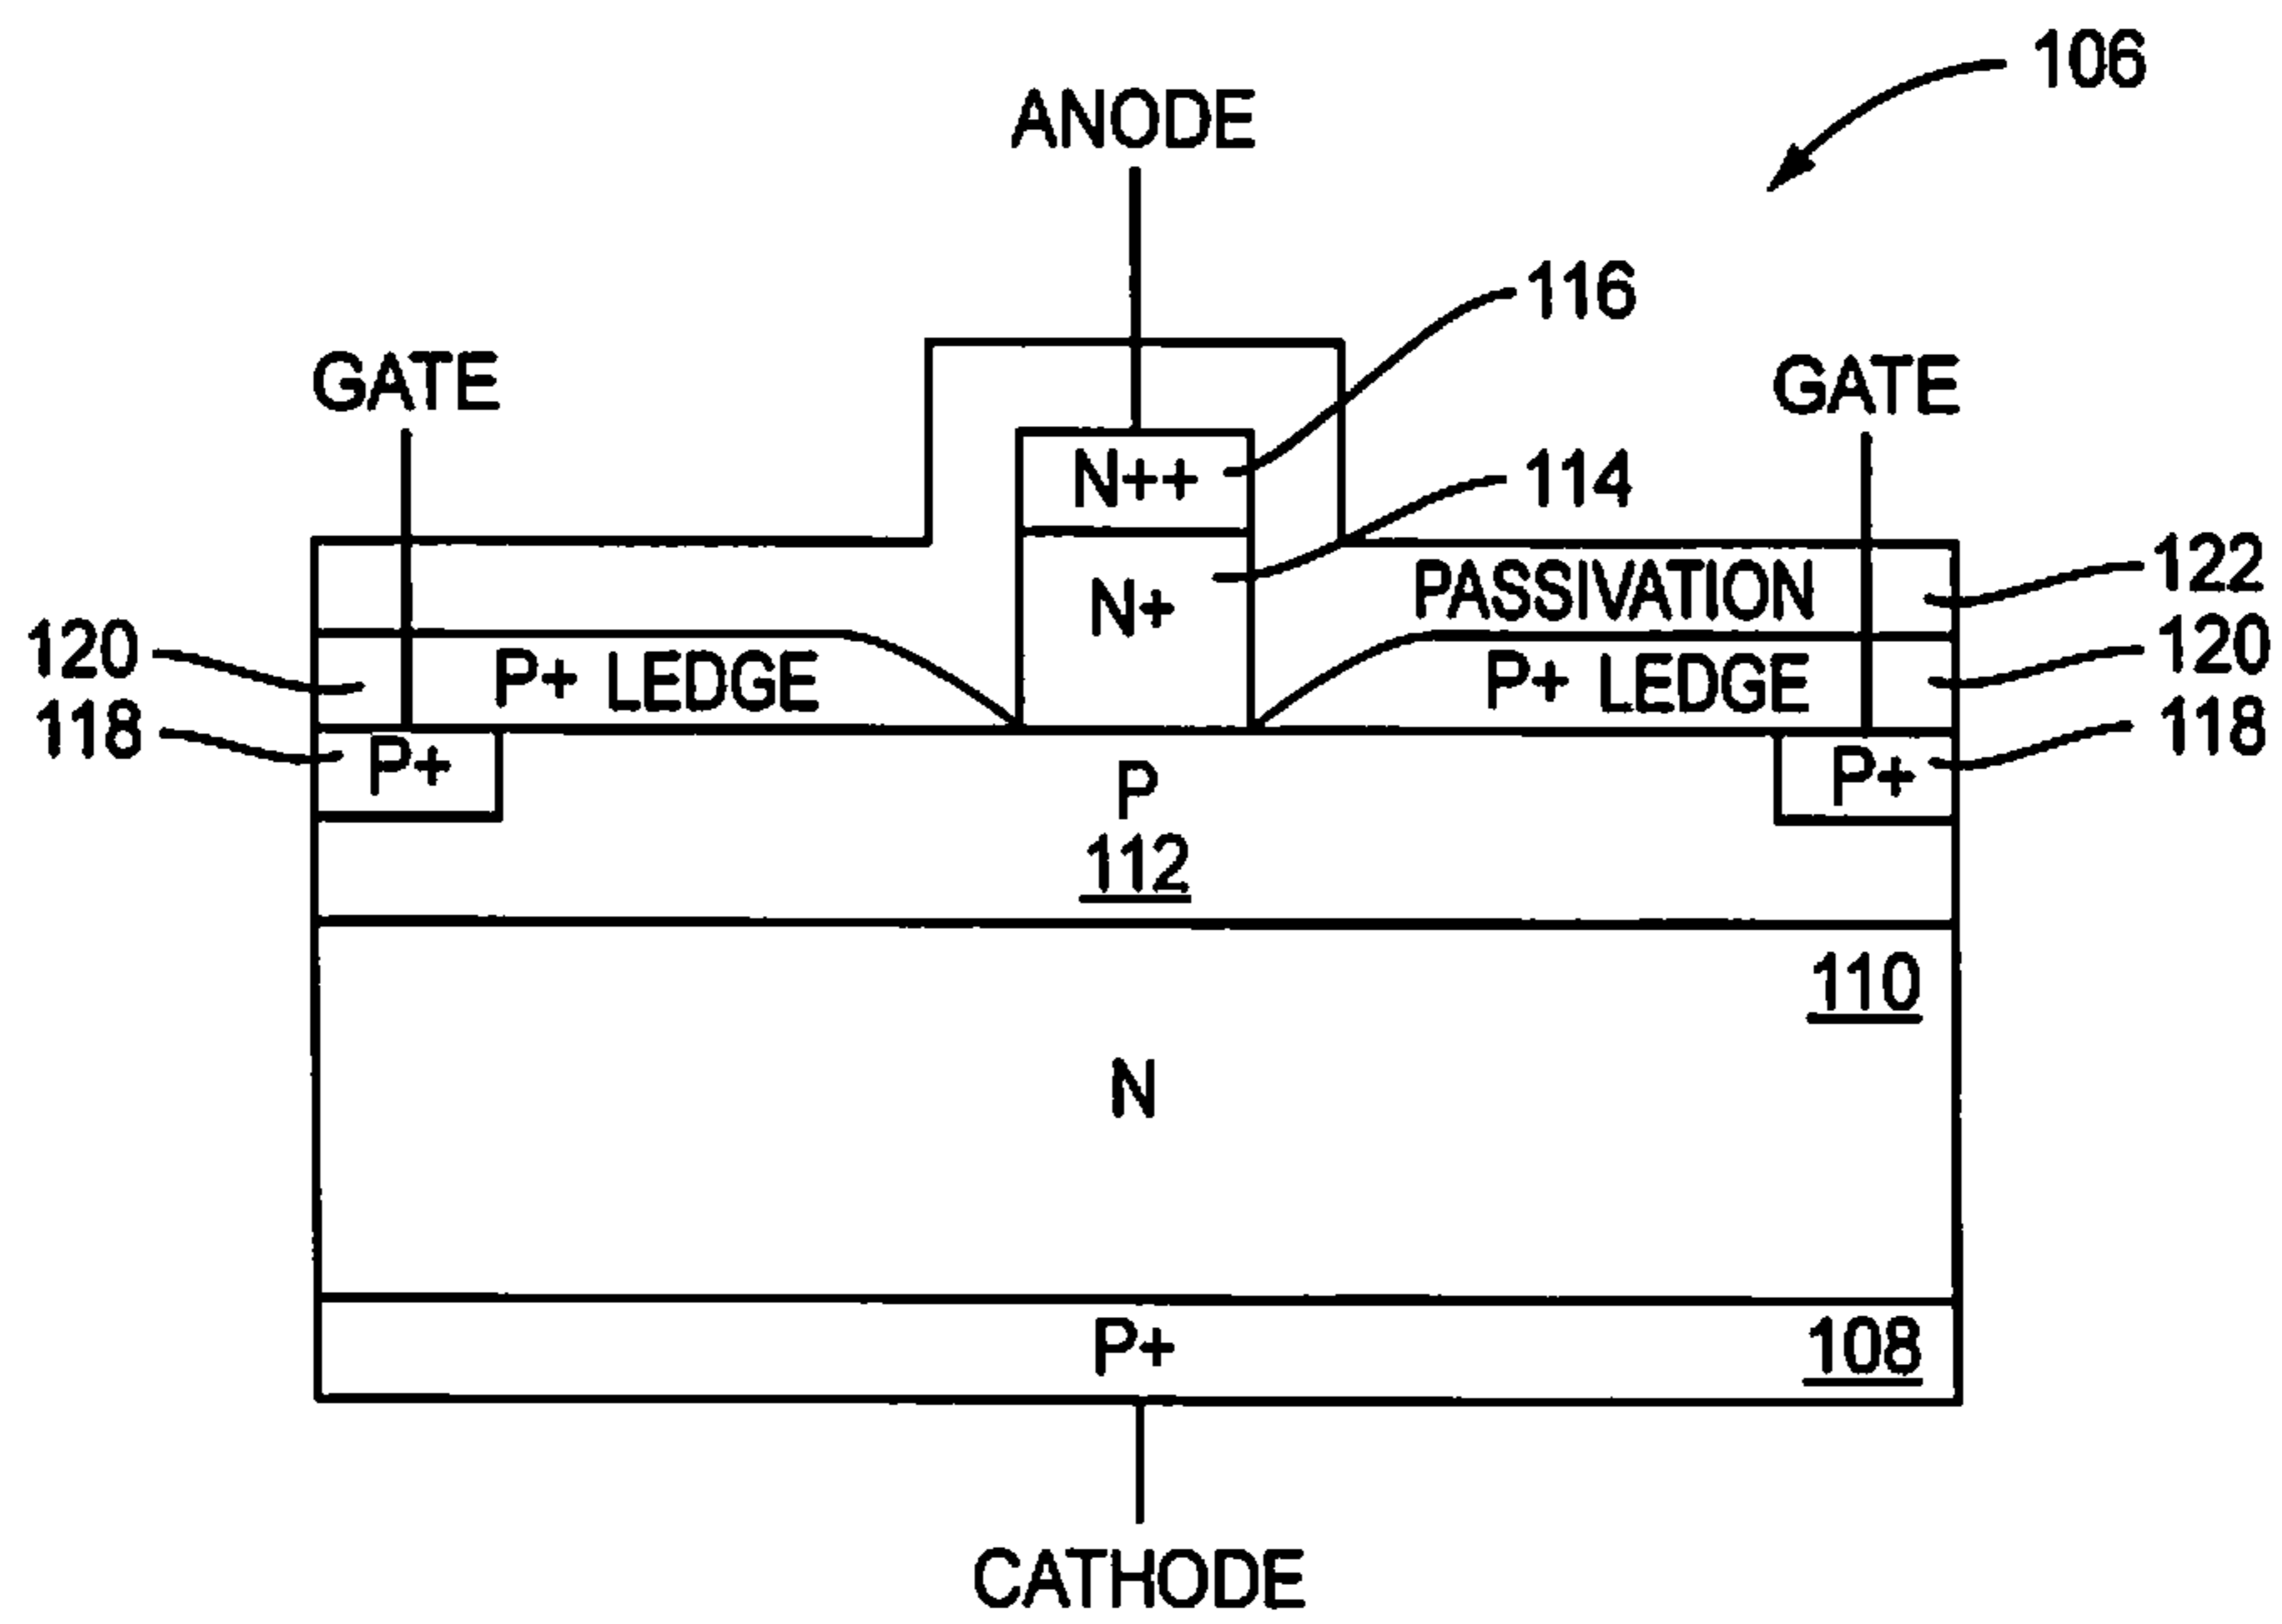 106
ANODE
116
GATE
GATE
N++
114
N+
PASSIVATION
122
120
P+ LEDGE
P+ LEDGE
120
118
P+
P
P+
118
112
110
N
P+
108
CATHODE